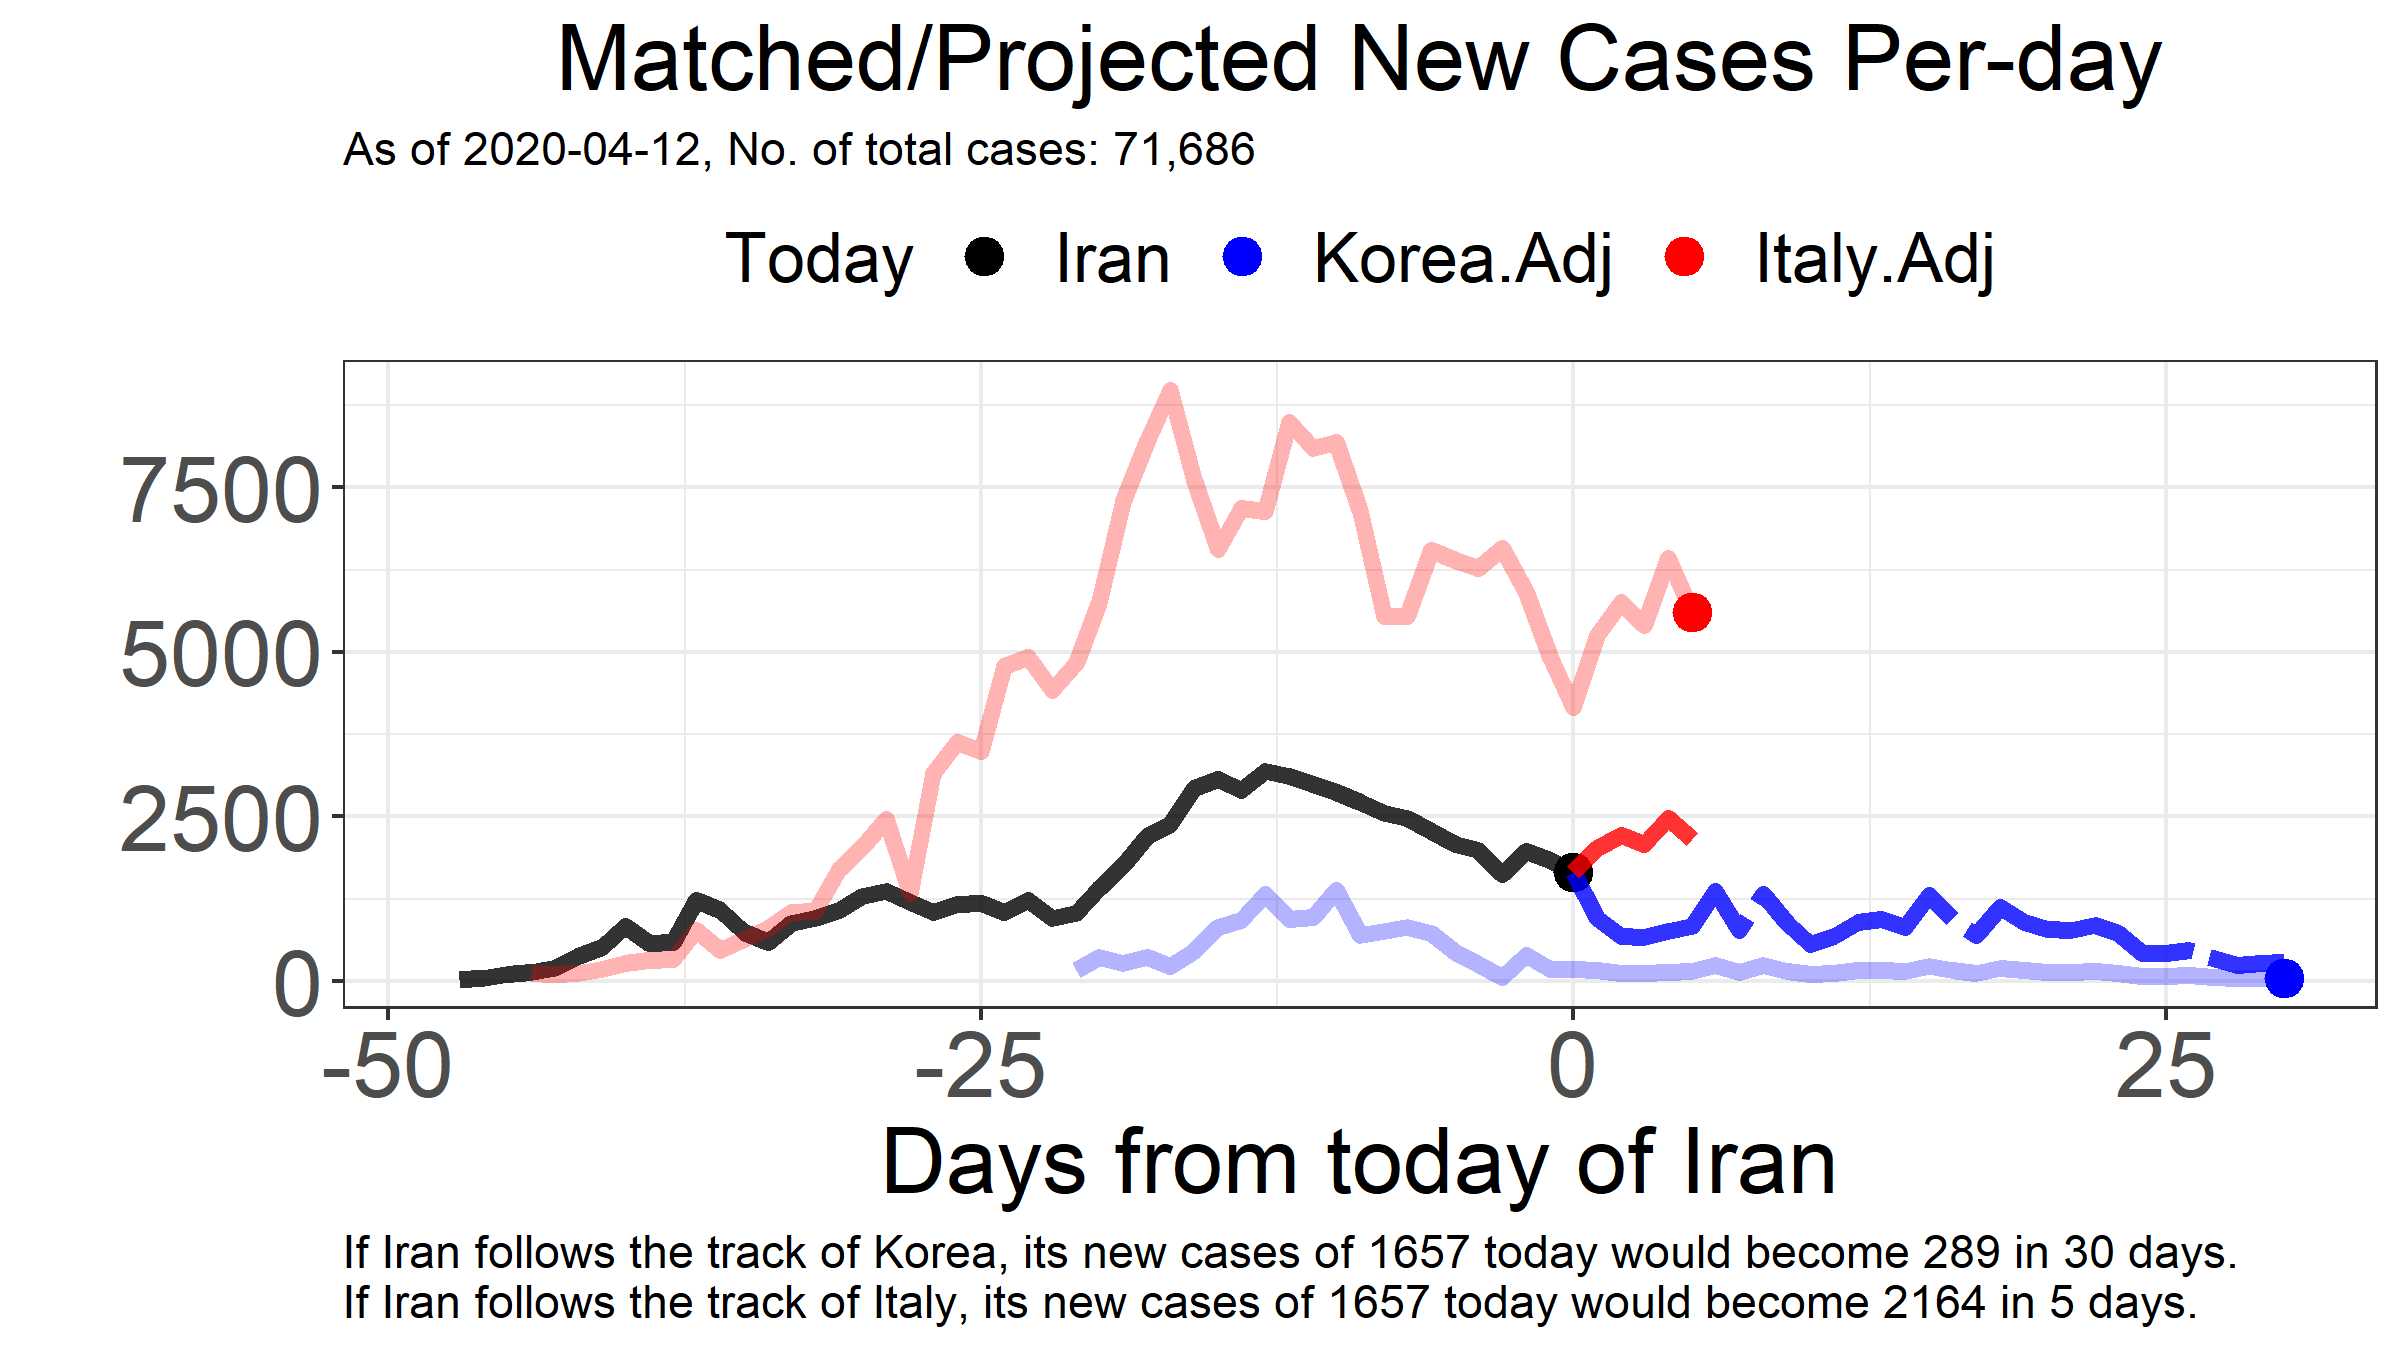 Matched/Projected New Cases Per-day
As of 2020-04-12, No. of total cases: 71,686
Today Iran Korea.Adj Italy.Adj
7500
5000
2500
0
-50 -25 0 25
Days from today of Iran
If Iran follows the track of Korea, its new cases of 1657 today would become 289 in 30 days.
If Iran follows the track of Italy, its new cases of 1657 today would become 2164 in 5 days.